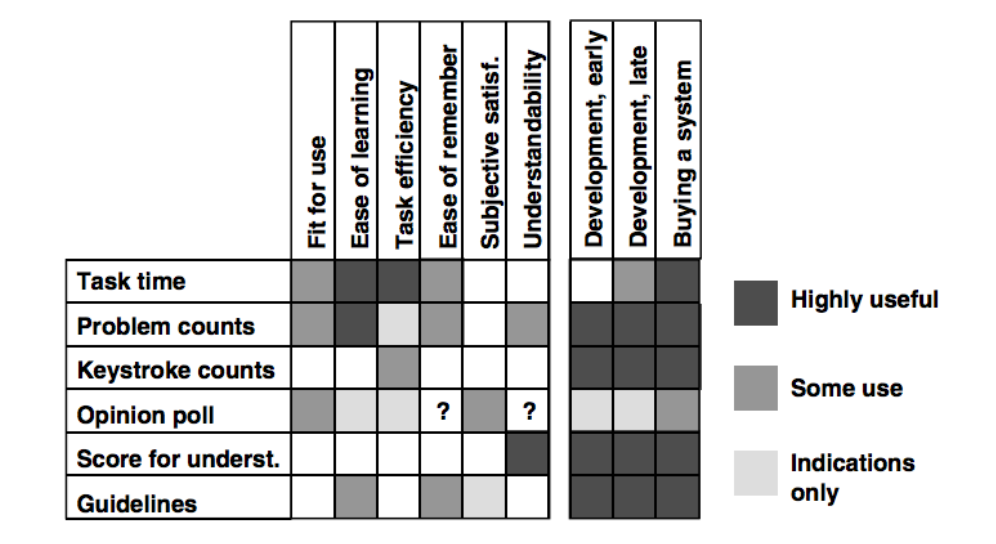 Fit for use
Ease of learning
Task efficiency
Ease of remember
Subjective satisf.
Understandability
Development, early
Development, late
Buying a system
Task time
Problem counts
Keystroke counts
Opinion poll
?
?
Score for underst.
Guidelines
Highly useful
Some use
Indications
only